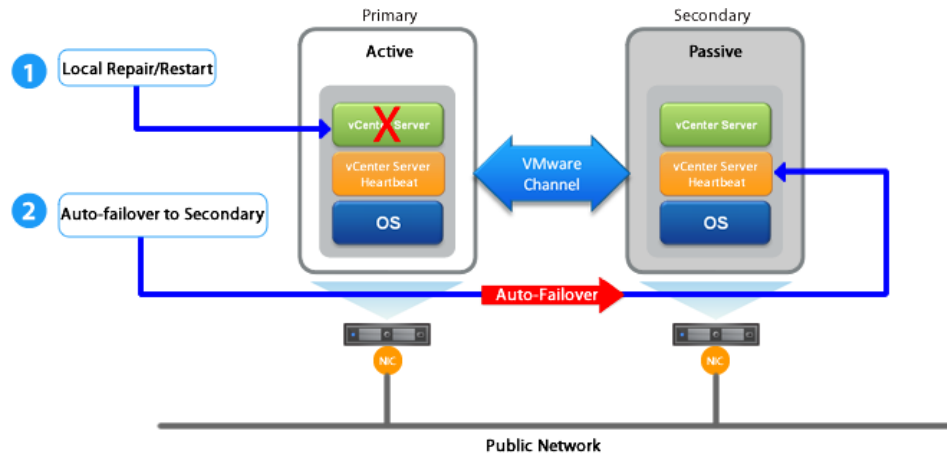 Primary
Secondary
Active
Passive
1
Local Repair/Restart
vCenter Server
X
vCenter Server
Heartbeat
OS
VMware
Channel
vCenter Server
vCenter Server
Heartbeat
OS
2
Auto-failover to Secondary
Auto-Failover
NIC
NIC
Public Network